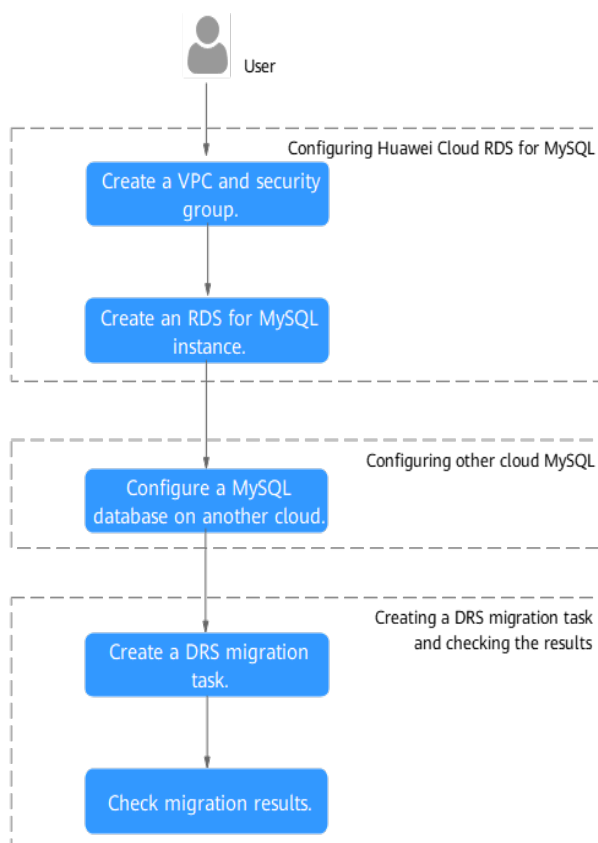 User
Configuring Huawei Cloud RDS for MySQL
Create a VPC and security
group.
Create an RDS for MySQL
instance.
Configuring other cloud MySQL
Configure a MySQL
database on another cloud.
Creating a DRS migration task
and checking the results
Create a DRS migration
task.
Check migration results.